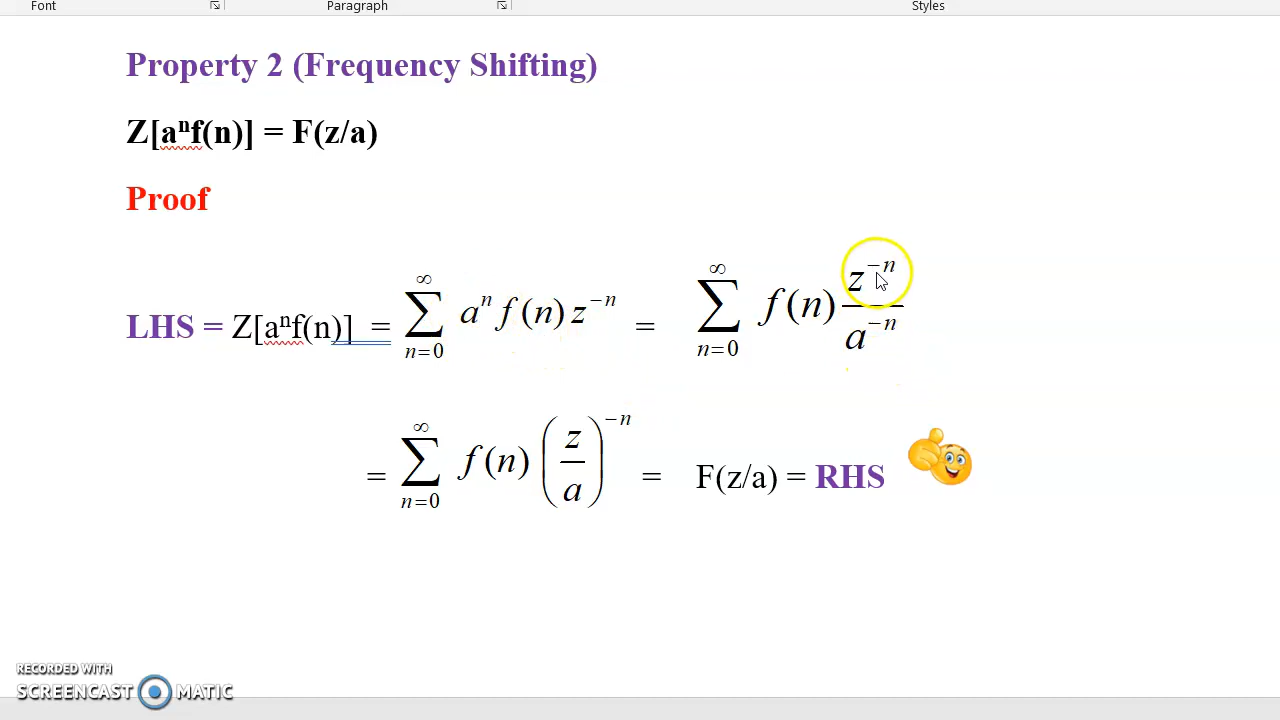 Font Paragraph Styles
Property 2 (Frequency Shifting)
Z[aⁿf(n)] = F(z/a)
Proof
LHS = Z[aⁿf(n)] = ∑_{n=0}^{∞} aⁿ f(n) z⁻ⁿ = ∑_{n=0}^{∞} f(n) z⁻ⁿ/a⁻ⁿ
= ∑_{n=0}^{∞} f(n) (z/a)⁻ⁿ = F(z/a) = RHS
RECORDED WITH
SCREENCAST MATIC